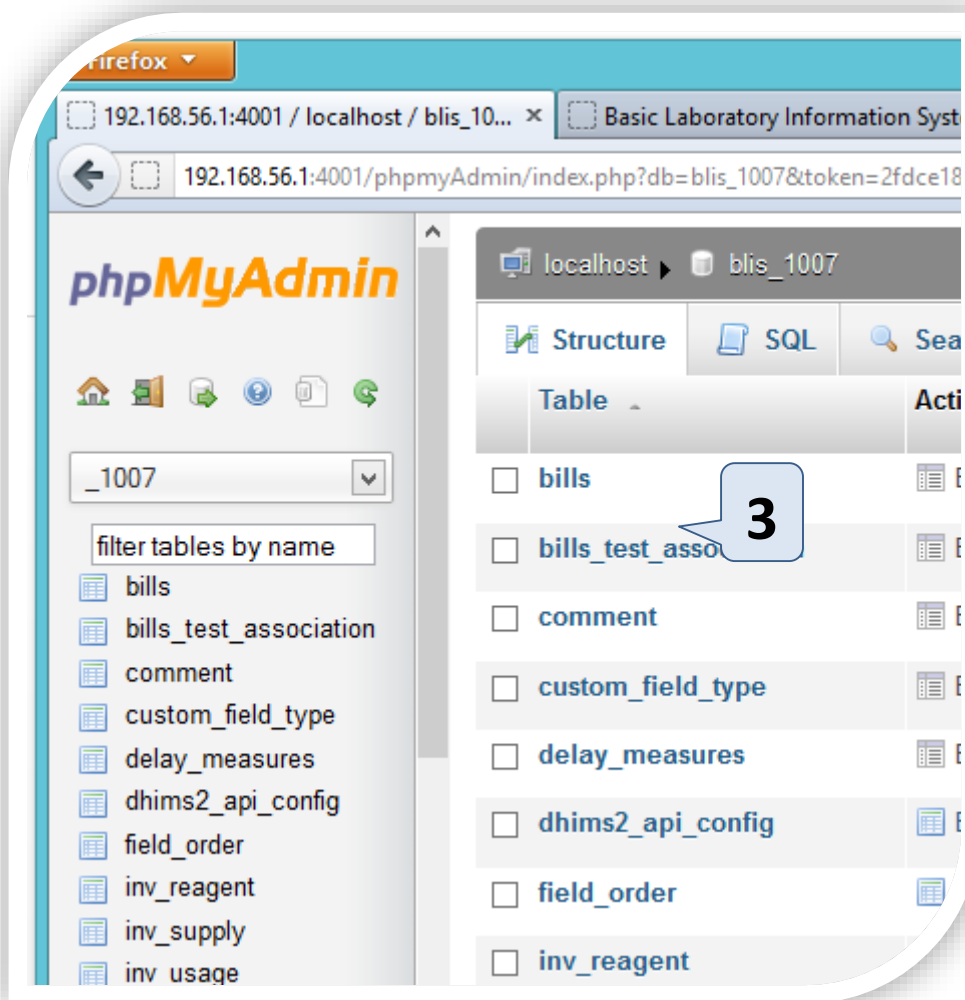 Firefox
192.168.56.1:4001 / localhost / blis_10... × Basic Laboratory Information Syst
192.168.56.1:4001/phpmyAdmin/index.php?db=blis_1007&token=2fdce18
phpMyAdmin
_1007
filter tables by name
bills
bills_test_association
comment
custom_field_type
delay_measures
dhims2_api_config
field_order
inv_reagent
inv_supply
inv_usage
localhost blis_1007
Structure SQL Sea
Table Acti
bills
3
bills_test_asso
comment
custom_field_type
delay_measures
dhims2_api_config
field_order
inv_reagent